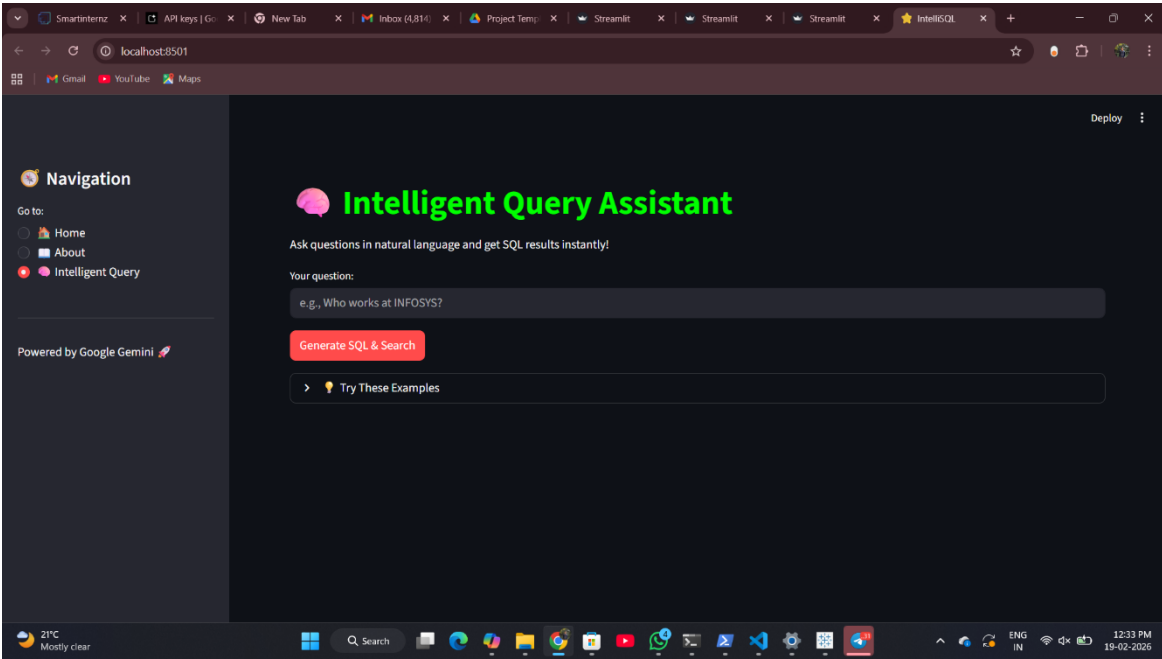 Smartinternz
API keys | Go
New Tab
Inbox (4,814)
Project Temp
Streamlit
Streamlit
Streamlit
IntelliSQL
localhost:8501
Gmail
YouTube
Maps
Deploy
Navigation
Go to:
Home
About
Intelligent Query
Powered by Google Gemini
Intelligent Query Assistant
Ask questions in natural language and get SQL results instantly!
Your question:
e.g., Who works at INFOSYS?
Generate SQL & Search
Try These Examples
21°C
Mostly clear
Search
ENG
IN
12:33 PM
19-02-2026